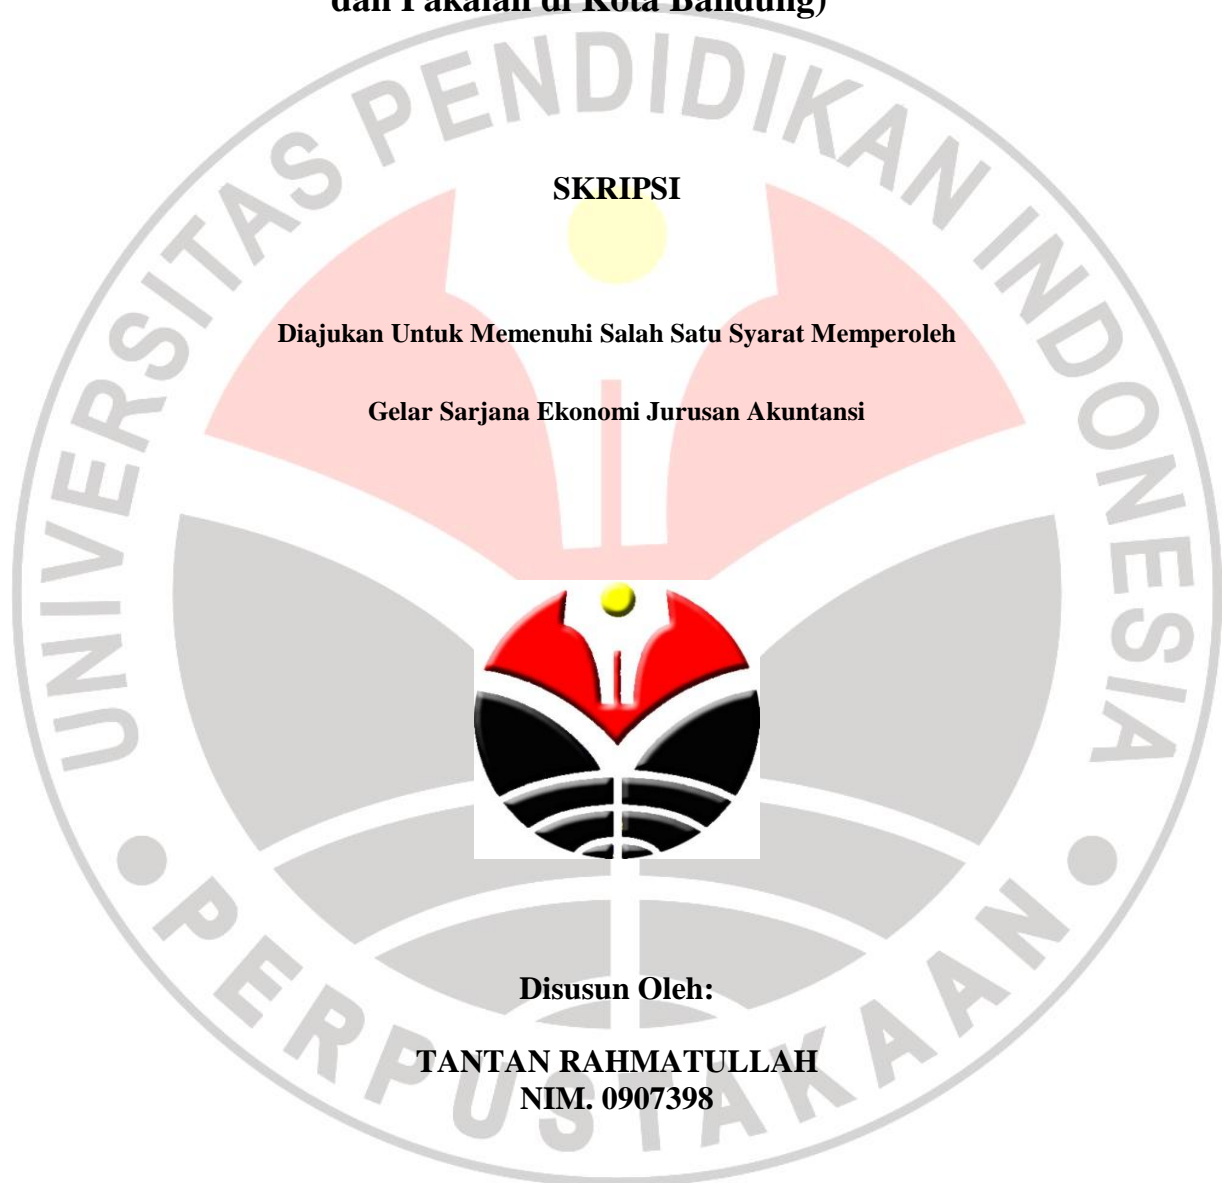 dan Pakaian di Kota Bandung)
SKRIPSI
Diajukan Untuk Memenuhi Salah Satu Syarat Memperoleh
Gelar Sarjana Ekonomi Jurusan Akuntansi
Disusun Oleh:
TANTAN RAHMATULLAH
NIM. 0907398
UNIVERSITAS PENDIDIKAN INDONESIA
PERPUSTAKAAN